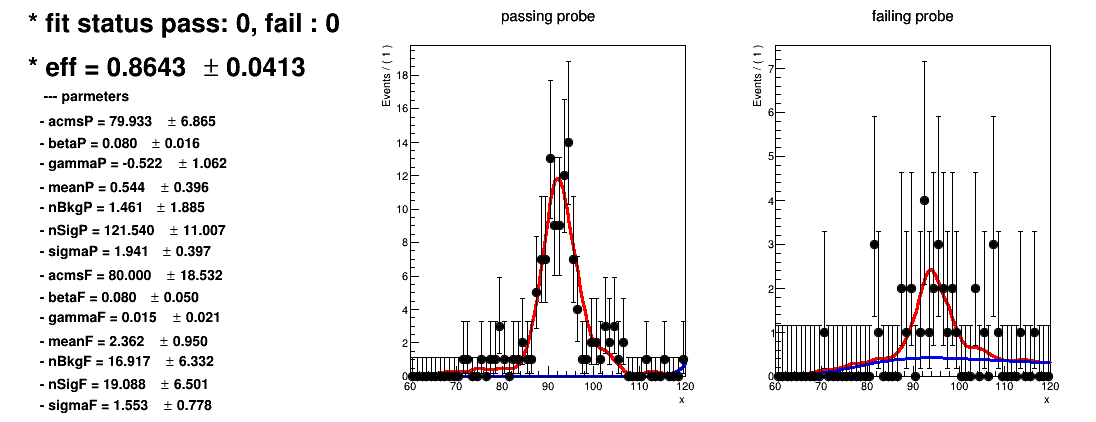 * fit status pass: 0, fail : 0
* eff = 0.8643 ± 0.0413
--- parmeters
- acmsP = 79.933 ± 6.865
- betaP = 0.080 ± 0.016
- gammaP = -0.522 ± 1.062
- meanP = 0.544 ± 0.396
- nBkgP = 1.461 ± 1.885
- nSigP = 121.540 ± 11.007
- sigmaP = 1.941 ± 0.397
- acmsF = 80.000 ± 18.532
- betaF = 0.080 ± 0.050
- gammaF = 0.015 ± 0.021
- meanF = 2.362 ± 0.950
- nBkgF = 16.917 ± 6.332
- nSigF = 19.088 ± 6.501
- sigmaF = 1.553 ± 0.778
passing probe
Events / ( 1 )
18
16
14
12
10
8
6
4
2
0
60 70 80 90 100 110 120
x
failing probe
Events / ( 1 )
7
6
5
4
3
2
1
0
60 70 80 90 100 110 120
x